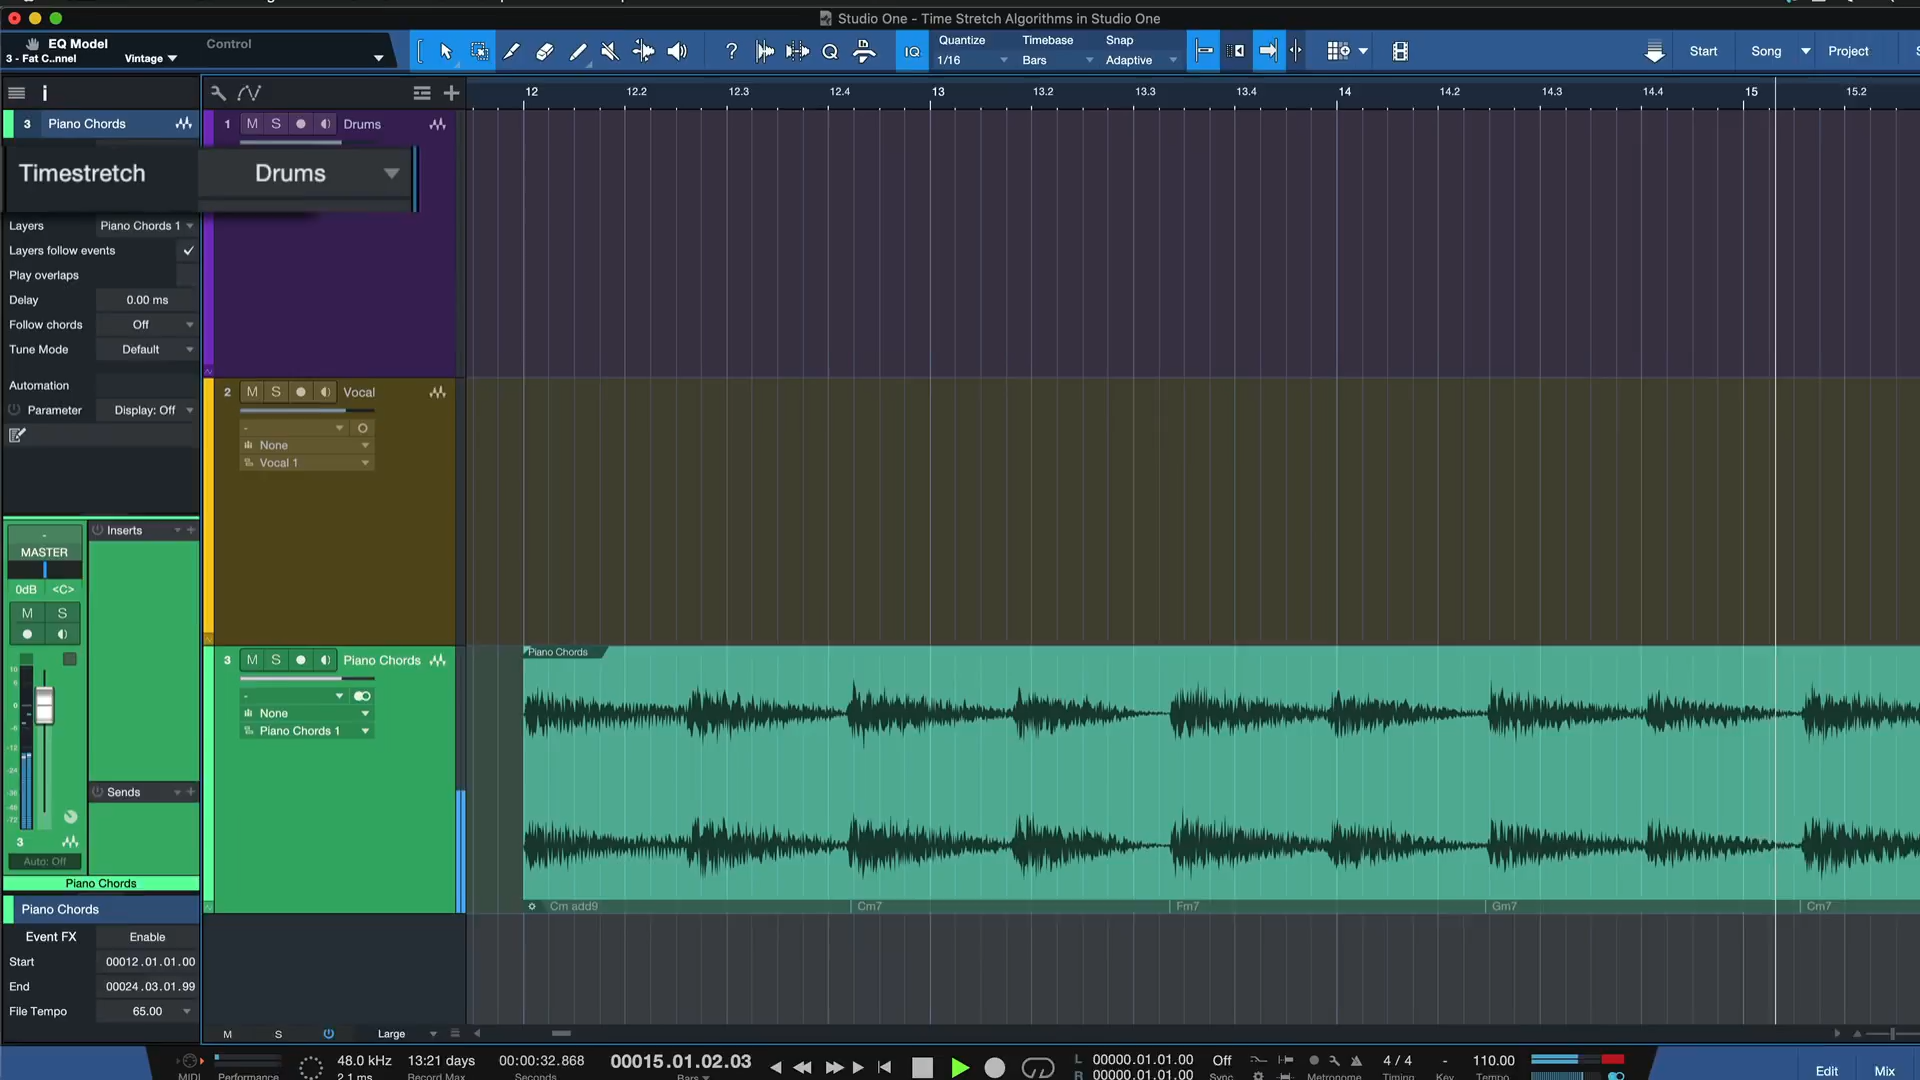 Studio One - Time Stretch Algorithms in Studio One
EQ Model
3 - Fat C..nnel
Vintage
Control
?
IQ
Quantize
1/16
Timebase
Bars
Snap
Adaptive
Start
Song
Project
i
12
12.2
12.3
12.4
13
13.2
13.3
13.4
14
14.2
14.3
14.4
15
15.2
3 Piano Chords
1 M S Drums
Timestretch Drums
Layers Piano Chords 1
Layers follow events
Play overlaps
Delay 0.00 ms
Follow chords Off
Tune Mode Default
Automation
Parameter Display: Off
2 M S Vocal
-
None
Vocal 1
Inserts
-
MASTER
0dB <C>
M S
3 M S Piano Chords
-
None
Piano Chords 1
Piano Chords
Sends
3
Auto: Off
Piano Chords
Cm add9
Cm7
Fm7
Gm7
Cm7
Piano Chords
Event FX Enable
Start 00012.01.01.00
End 00024.03.01.99
File Tempo 65.00
M S Large
MIDI
Performance
48.0 kHz
2.1 ms
13:21 days
Record Max
00:00:32.868
Seconds
00015.01.02.03
Bars
L 00000.01.01.00
R 00000.01.01.00
Off
Sync
Metronome
4 / 4
Timing
-
Key
110.00
Tempo
Edit
Mix